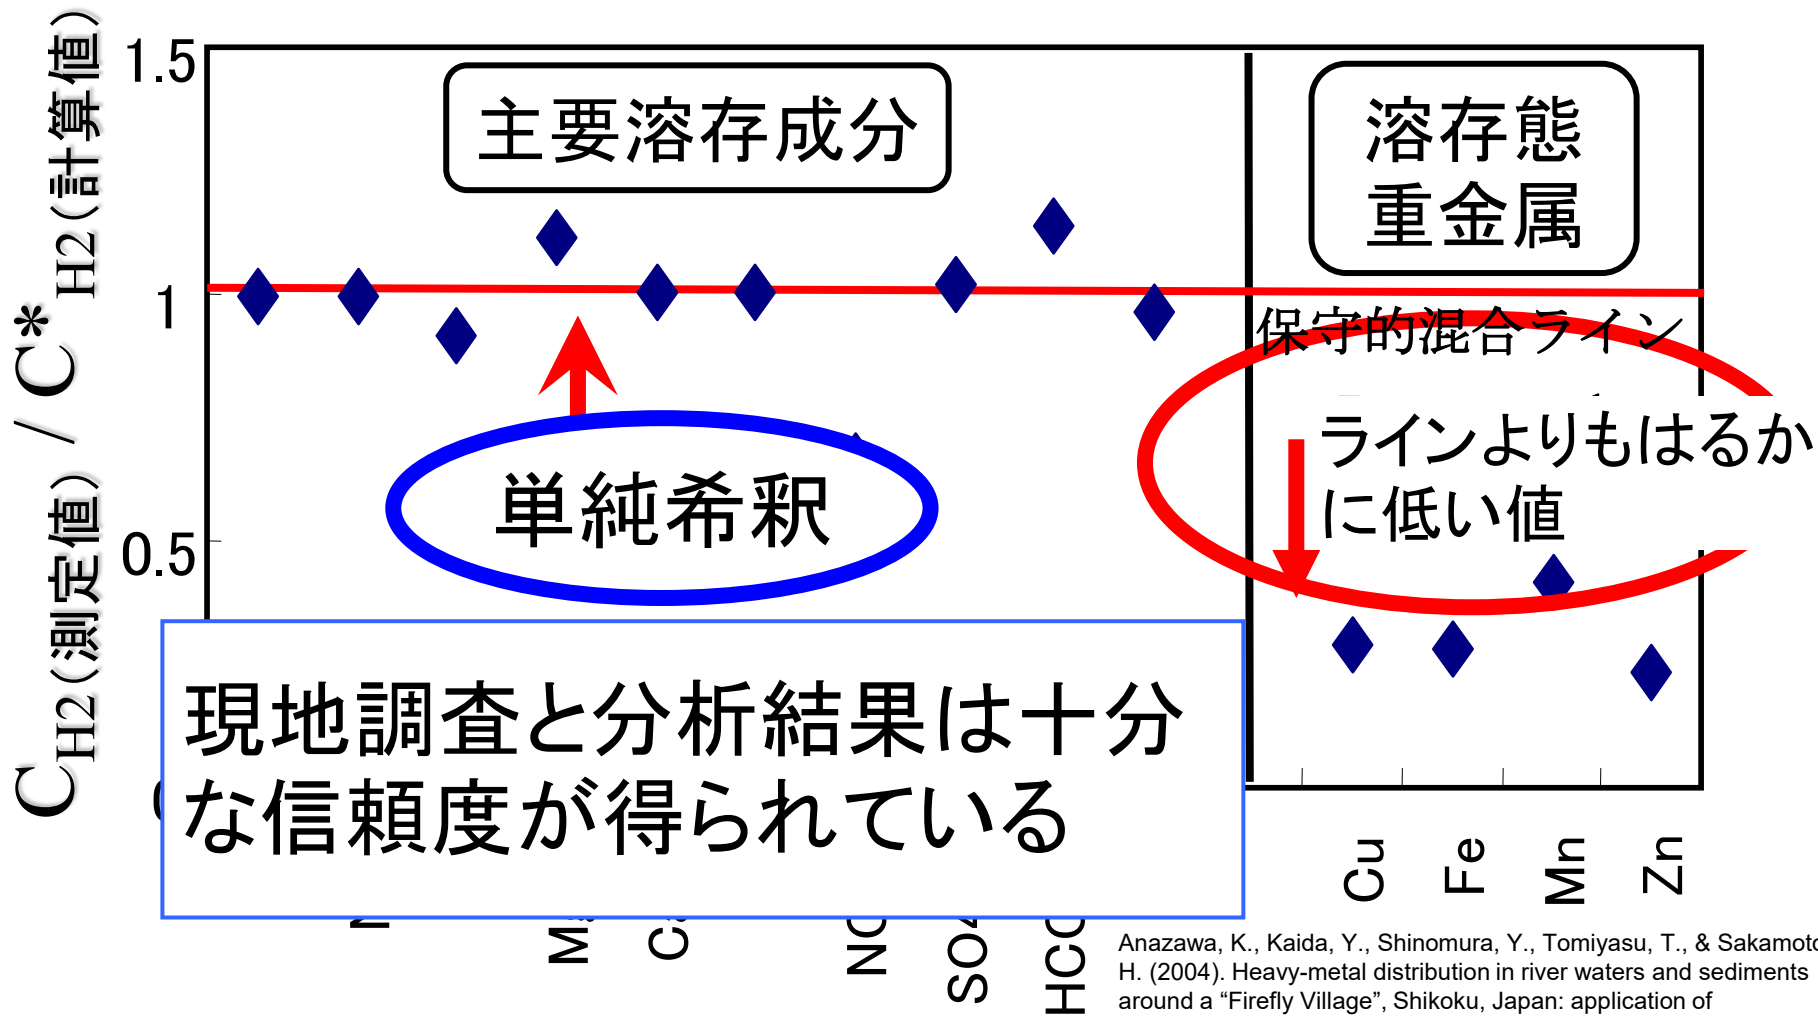 C H2(測定値) / C* H2(計算値)
1.5
1
0.5
主要溶存成分
溶存態
重金属
保守的混合ライン
ラインよりもはるか
に低い値
単純希釈
現地調査と分析結果は十分
な信頼度が得られている
Cu
Fe
Mn
Zn
SO4
Anazawa, K., Kaida, Y., Shinomura, Y., Tomiyasu, T., & Sakamoto
H. (2004). Heavy-metal distribution in river waters and sediments
around a “Firefly Village”, Shikoku, Japan: application of